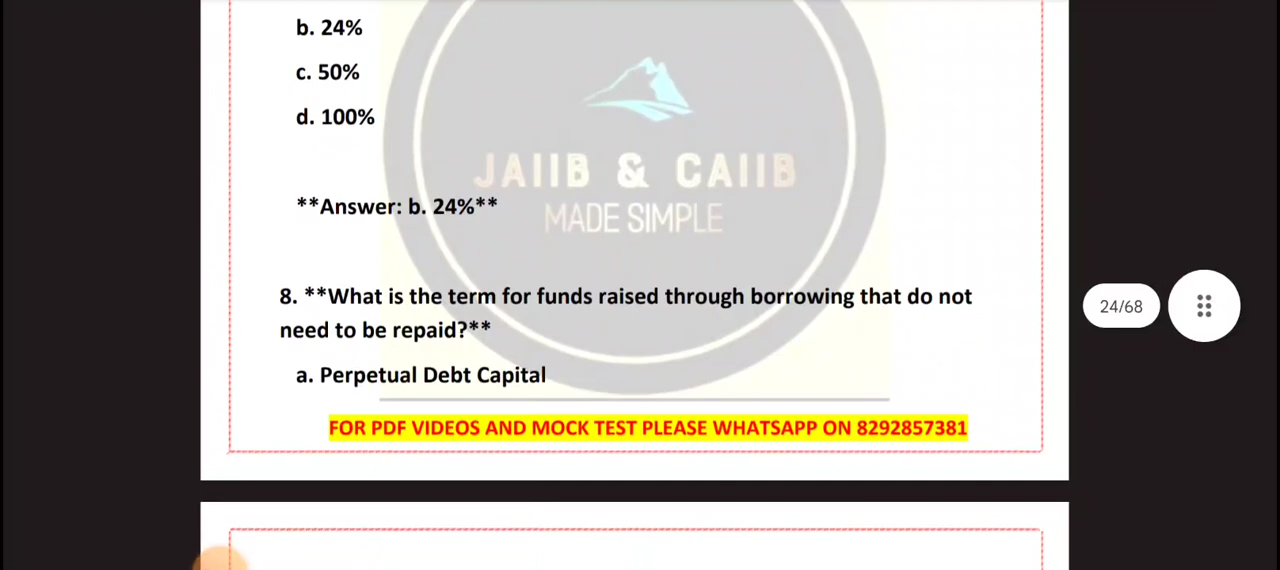 b. 24%
c. 50%
d. 100%
JAIIB & CAIIB
MADE SIMPLE
**Answer: b. 24%**
8. **What is the term for funds raised through borrowing that do not
need to be repaid?**
a. Perpetual Debt Capital
FOR PDF VIDEOS AND MOCK TEST PLEASE WHATSAPP ON 8292857381
24/68